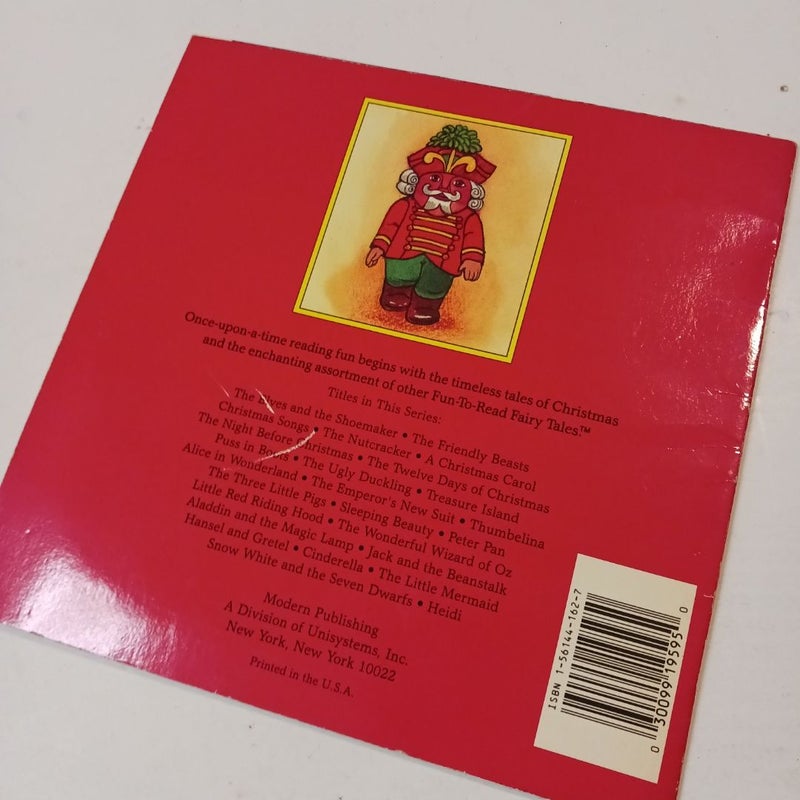 Once-upon-a-time reading fun begins with the timeless tales of Christmas
and the enchanting assortment of other Fun-To-Read Fairy Tales.™
Titles in This Series:
The Elves and the Shoemaker • The Friendly Beasts
Christmas Songs • The Nutcracker • A Christmas Carol
The Night Before Christmas • The Twelve Days of Christmas
Puss in Boots • The Ugly Duckling • Treasure Island
Alice in Wonderland • The Emperor's New Suit • Thumbelina
The Three Little Pigs • Sleeping Beauty • Peter Pan
Little Red Riding Hood • The Wonderful Wizard of Oz
Aladdin and the Magic Lamp • Jack and the Beanstalk
Hansel and Gretel • Cinderella • The Little Mermaid
Snow White and the Seven Dwarfs • Heidi
Modern Publishing
A Division of Unisystems, Inc.
New York, New York 10022
Printed in the U.S.A.
ISBN 1-56144-162-7
0 30099 19595 0